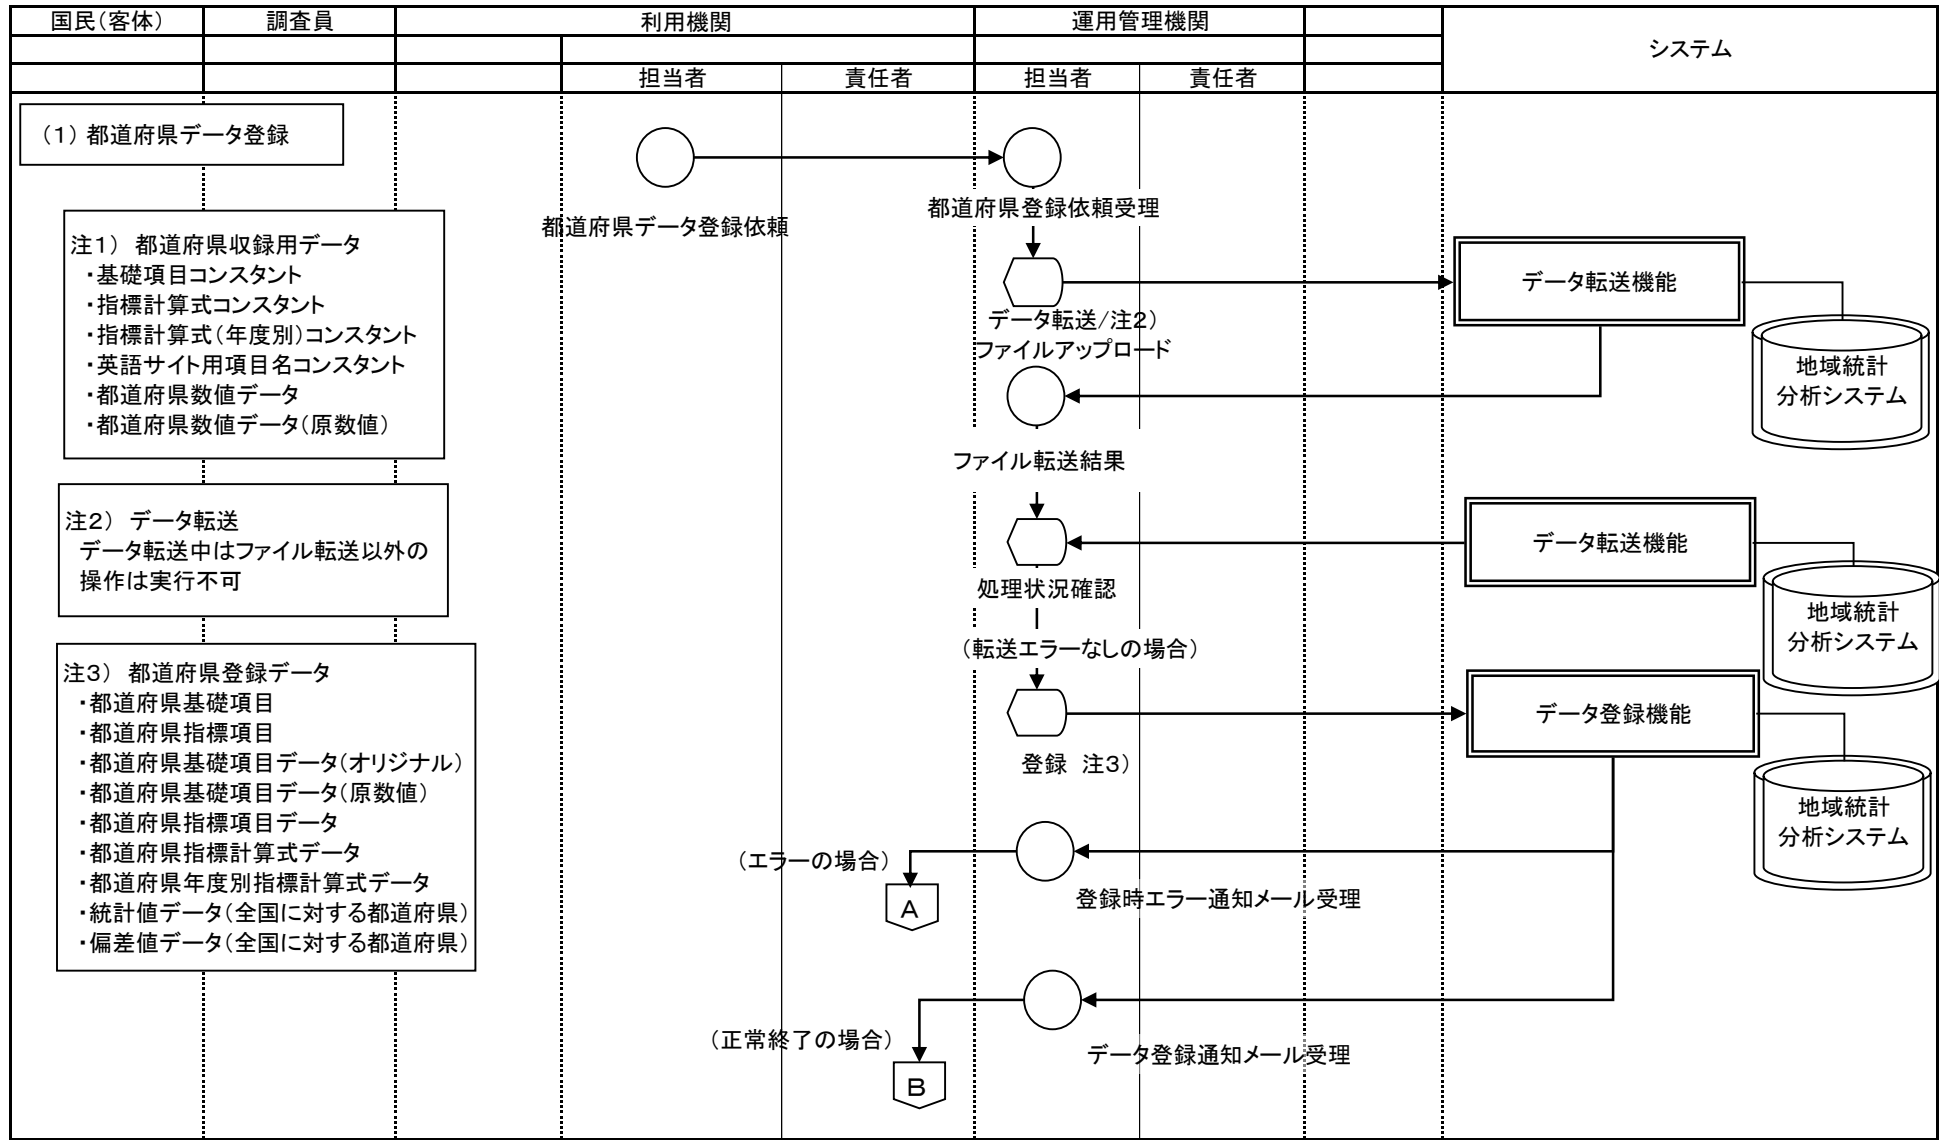 国民（客体）
調査員
利用機関
運用管理機関
システム
担当者
責任者
担当者
責任者
（１） 都道府県データ登録
都道府県データ登録依頼
都道府県登録依頼受理
注１） 都道府県収録用データ
・基礎項目コンスタント
・指標計算式コンスタント
・指標計算式（年度別）コンスタント
・英語サイト用項目名コンスタント
・都道府県数値データ
・都道府県数値データ（原数値）
データ転送/注２）
ファイルアップロード
データ転送機能
地域統計
分析システム
ファイル転送結果
注２） データ転送
データ転送中はファイル転送以外の
操作は実行不可
処理状況確認
データ転送機能
地域統計
分析システム
（転送エラーなしの場合）
注３） 都道府県登録データ
・都道府県基礎項目
・都道府県指標項目
・都道府県基礎項目データ（オリジナル）
・都道府県基礎項目データ（原数値）
・都道府県指標項目データ
・都道府県指標計算式データ
・都道府県年度別指標計算式データ
・統計値データ（全国に対する都道府県）
・偏差値データ（全国に対する都道府県）
登録 注３）
データ登録機能
地域統計
分析システム
（エラーの場合）
A
登録時エラー通知メール受理
（正常終了の場合）
B
データ登録通知メール受理